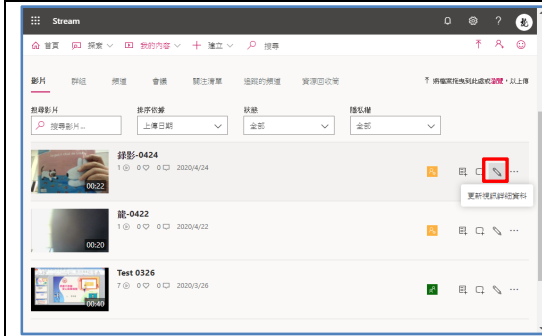 Stream ? 龍
首頁 探索 我的內容 建立 搜尋
影片 群組 頻道 會議 關注清單 追蹤的頻道 資源回收筒 將檔案拖曳到此處或瀏覽，以上傳
搜尋影片 排序依據 狀態 隱私權
搜尋影片... 上傳日期 全部 全部
錄影-0424
1 0 0 2020/4/24
00:22
更新視訊詳細資料
龍-0422
1 0 0 2020/4/22
00:20
Test 0326
7 0 0 2020/3/26
00:40